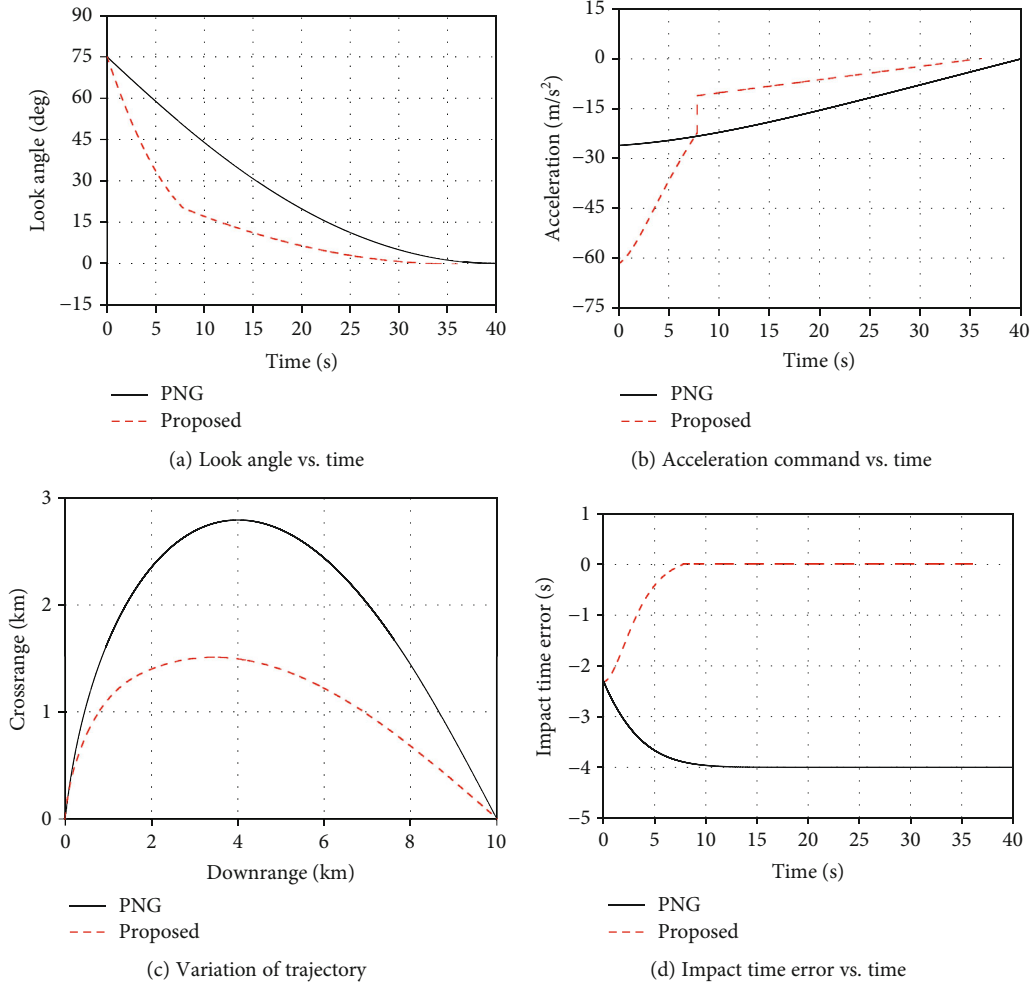 90
75
60
45
30
15
0
−15
Look angle (deg)
0 5 10 15 20 25 30 35 40
Time (s)
PNG
Proposed
(a) Look angle vs. time
15
0
−15
−30
−45
−60
−75
Acceleration (m/s²)
0 5 10 15 20 25 30 35 40
Time (s)
PNG
Proposed
(b) Acceleration command vs. time
3
2
1
0
Crossrange (km)
0 2 4 6 8 10
Downrange (km)
PNG
Proposed
(c) Variation of trajectory
1
0
−1
−2
−3
−4
−5
Impact time error (s)
0 5 10 15 20 25 30 35 40
Time (s)
PNG
Proposed
(d) Impact time error vs. time